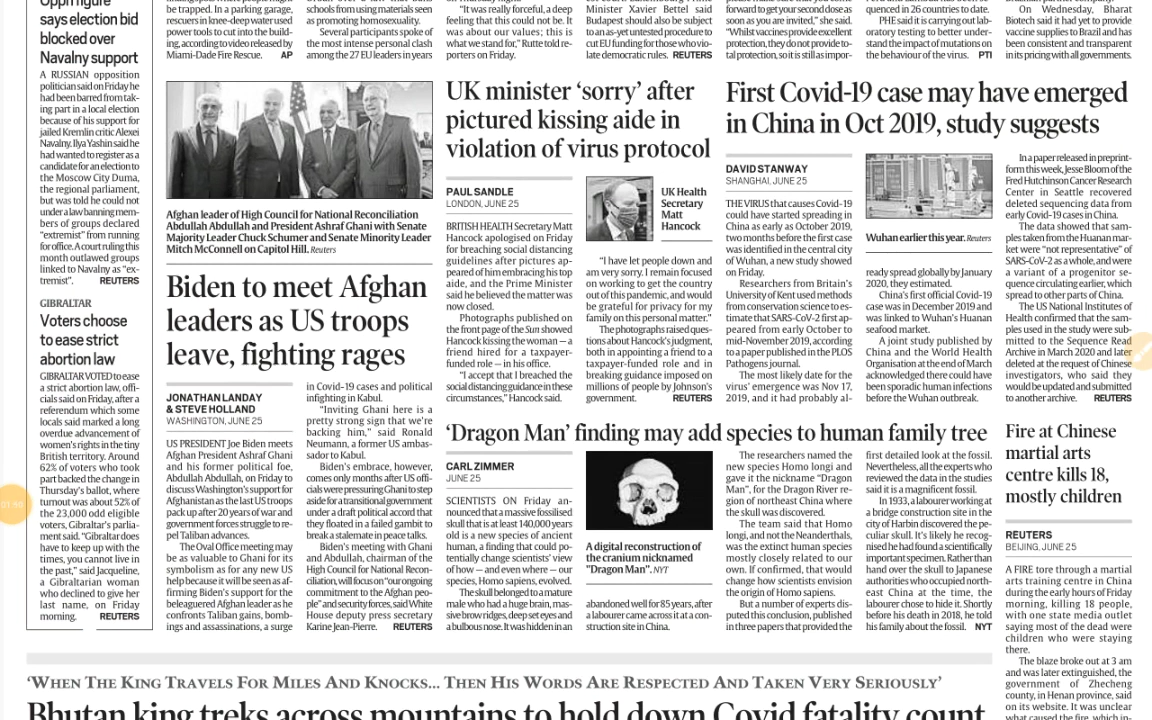 Oppn figure
says election bid
blocked over
Navalny support
A RUSSIAN opposition
politician said on Friday he
had been barred from tak-
ing part in a local election
because of his support for
jailed Kremlin critic Alexei
Navalny. Ilya Yashin said he
had wanted to register as a
candidate for an election to
the Moscow City Duma,
the regional parliament,
but was told he could not
under a law banning mem-
bers of groups declared
"extremist" from running
for office. A court ruling this
month outlawed groups
linked to Navalny as "ex-
tremist". REUTERS
GIBRALTAR
Voters choose
to ease strict
abortion law
GIBRALTAR VOTED to ease
a strict abortion law, offi-
cials said on Friday, after a
referendum which some
locals said marked a long
overdue advancement of
women's rights in the tiny
British territory. Around
62% of voters who took
part backed the change in
Thursday's ballot, where
turnout was about 52% of
the 23,000 odd eligible
voters, Gibraltar's parlia-
ment said. "Gibraltar does
have to keep up with the
times, you cannot live in
the past," said Jacqueline,
a Gibraltarian woman
who declined to give her
last name, on Friday
morning. REUTERS
be trapped. In a parking garage,
rescuers in knee-deep water used
power tools to cut into the build-
ing, according to video released by
Miami-Dade Fire Rescue. AP
schools from using materials seen
as promoting homosexuality.
Several participants spoke of
the most intense personal clash
among the 27 EU leaders in years
"It was really forceful, a deep
feeling that this could not be. It
was about our values; this is
what we stand for," Rutte told re-
porters on Friday.
Minister Xavier Bettel said
Budapest should also be subject
to an as-yet untested procedure to
cut EU funding for those who vio-
late democratic rules. REUTERS
forward to get your second dose as
soon as you are invited," she said.
"Whilst vaccines provide excellent
protection, they do not provide to-
tal protection, so it is still as impor-
quenced in 26 countries to date.
PHE said it is carrying out lab-
oratory testing to better under-
stand the impact of mutations on
the behaviour of the virus. PTI
On Wednesday, Bharat
Biotech said it had yet to provide
vaccine supplies to Brazil and has
been consistent and transparent
in its pricing with all governments.
Afghan leader of High Council for National Reconciliation
Abdullah Abdullah and President Ashraf Ghani with Senate
Majority Leader Chuck Schumer and Senate Minority Leader
Mitch McConnell on Capitol Hill. Reuters
Biden to meet Afghan
leaders as US troops
leave, fighting rages
JONATHAN LANDAY
& STEVE HOLLAND
WASHINGTON, JUNE 25
US PRESIDENT Joe Biden meets
Afghan President Ashraf Ghani
and his former political foe,
Abdullah Abdullah, on Friday to
discuss Washington's support for
Afghanistan as the last US troops
pack up after 20 years of war and
government forces struggle to re-
pel Taliban advances.
The Oval Office meeting may
be as valuable to Ghani for its
symbolism as for any new US
help because it will be seen as af-
firming Biden's support for the
beleaguered Afghan leader as he
confronts Taliban gains, bomb-
ings and assassinations, a surge
in Covid-19 cases and political
infighting in Kabul.
"Inviting Ghani here is a
pretty strong sign that we're
backing him," said Ronald
Neumann, a former US ambas-
sador to Kabul.
Biden's embrace, however,
comes only months after US offi-
cials were pressuring Ghani to step
aside for a transitional government
under a draft political accord that
they floated in a failed gambit to
break a stalemate in peace talks.
Biden's meeting with Ghani
and Abdullah, chairman of the
High Council for National Recon-
ciliation, will focus on "our ongoing
commitment to the Afghan peo-
ple" and security forces, said White
House deputy press secretary
Karine Jean-Pierre. REUTERS
UK minister 'sorry' after
pictured kissing aide in
violation of virus protocol
PAUL SANDLE
LONDON, JUNE 25
BRITISH HEALTH Secretary Matt
Hancock apologised on Friday
for breaching social distancing
guidelines after pictures ap-
peared of him embracing his top
aide, and the Prime Minister
said he believed the matter was
now closed.
Photographs published on
the front page of the Sun showed
Hancock kissing the woman — a
friend hired for a taxpayer-
funded role — in his office.
"I accept that I breached the
social distancing guidance in these
circumstances," Hancock said.
UK Health
Secretary
Matt
Hancock
"I have let people down and
am very sorry. I remain focused
on working to get the country
out of this pandemic, and would
be grateful for privacy for my
family on this personal matter."
The photographs raised ques-
tions about Hancock's judgment,
both in appointing a friend to a
taxpayer-funded role and in
breaking guidance imposed on
millions of people by Johnson's
government. REUTERS
First Covid-19 case may have emerged
in China in Oct 2019, study suggests
DAVID STANWAY
SHANGHAI, JUNE 25
THE VIRUS that causes Covid-19
could have started spreading in
China as early as October 2019,
two months before the first case
was identified in the central city
of Wuhan, a new study showed
on Friday.
Researchers from Britain's
University of Kent used methods
from conservation science to es-
timate that SARS-CoV-2 first ap-
peared from early October to
mid-November 2019, according
to a paper published in the PLOS
Pathogens journal.
The most likely date for the
virus' emergence was Nov 17,
2019, and it had probably al-
Wuhan earlier this year. Reuters
ready spread globally by January
2020, they estimated.
China's first official Covid-19
case was in December 2019 and
was linked to Wuhan's Huanan
seafood market.
A joint study published by
China and the World Health
Organisation at the end of March
acknowledged there could have
been sporadic human infections
before the Wuhan outbreak.
In a paper released in preprint-
form this week, Jesse Bloom of the
Fred Hutchinson Cancer Research
Center in Seattle recovered
deleted sequencing data from
early Covid-19 cases in China.
The data showed that sam-
ples taken from the Huanan mar-
ket were "not representative" of
SARS-CoV-2 as a whole, and were
a variant of a progenitor se-
quence circulating earlier, which
spread to other parts of China.
The US National Institutes of
Health confirmed that the sam-
ples used in the study were sub-
mitted to the Sequence Read
Archive in March 2020 and later
deleted at the request of Chinese
investigators, who said they
would be updated and submitted
to another archive. REUTERS
'Dragon Man' finding may add species to human family tree
CARL ZIMMER
JUNE 25
SCIENTISTS ON Friday an-
nounced that a massive fossilised
skull that is at least 140,000 years
old is a new species of ancient
human, a finding that could po-
tentially change scientists' view
of how — and even where — our
species, Homo sapiens, evolved.
The skull belonged to a mature
male who had a huge brain, mas-
sive brow ridges, deep set eyes and
a bulbous nose. It was hidden in an
A digital reconstruction of
the cranium nicknamed
"Dragon Man". NYT
abandoned well for 85 years, after
a labourer came across it at a con-
struction site in China.
The researchers named the
new species Homo longi and
gave it the nickname "Dragon
Man", for the Dragon River re-
gion of northeast China where
the skull was discovered.
The team said that Homo
longi, and not the Neanderthals,
was the extinct human species
mostly closely related to our
own. If confirmed, that would
change how scientists envision
the origin of Homo sapiens.
But a number of experts dis-
puted this conclusion, published
in three papers that provided the
first detailed look at the fossil.
Nevertheless, all the experts who
reviewed the data in the studies
said it is a magnificent fossil.
In 1933, a labourer working at
a bridge construction site in the
city of Harbin discovered the pe-
culiar skull. It's likely he recog-
nised he had found a scientifically
important specimen. Rather than
hand over the skull to Japanese
authorities who occupied north-
east China at the time, the
labourer chose to hide it. Shortly
before his death in 2018, he told
his family about the fossil. NYT
Fire at Chinese
martial arts
centre kills 18,
mostly children
REUTERS
BEIJING, JUNE 25
A FIRE tore through a martial
arts training centre in China
during the early hours of Friday
morning, killing 18 people,
with one state media outlet
saying most of the dead were
children who were staying
there.
The blaze broke out at 3 am
and was later extinguished, the
government of Zhecheng
county, in Henan province, said
on its website. It was unclear
what caused the fire, which in-
'WHEN THE KING TRAVELS FOR MILES AND KNOCKS... THEN HIS WORDS ARE RESPECTED AND TAKEN VERY SERIOUSLY'
Bhutan king treks across mountains to hold down Covid fatality count